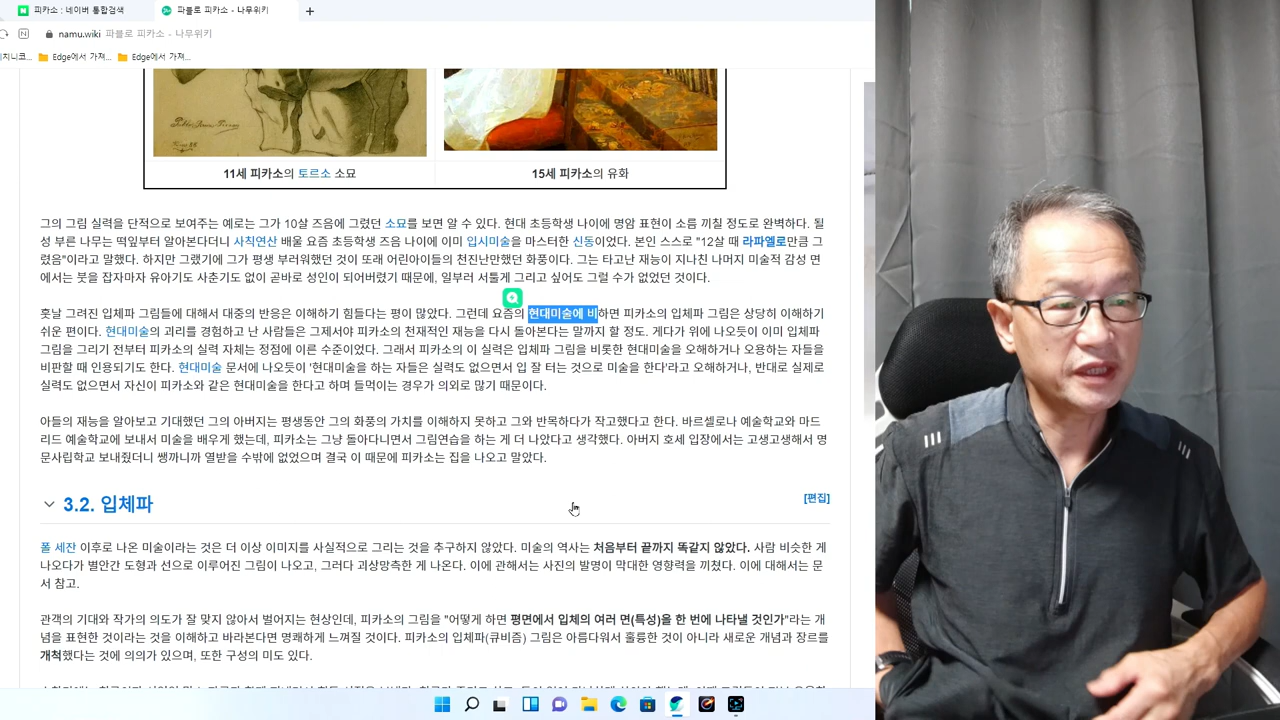 피카소 : 네이버 통합검색
파블로 피카소 - 나무위키
namu.wiki 파블로 피카소 - 나무위키
치니코... Edge에서 가져... Edge에서 가져...
11세 피카소의 토르소 소묘
15세 피카소의 유화
그의 그림 실력을 단적으로 보여주는 예로는 그가 10살 즈음에 그렸던 소묘를 보면 알 수 있다. 현대 초등학생 나이에 명암 표현이 소름 끼칠 정도로 완벽하다. 될
성 부른 나무는 떡잎부터 알아본다더니 사칙연산 배울 요즘 초등학생 즈음 나이에 이미 입시미술을 마스터한 신동이었다. 본인 스스로 "12살 때 라파엘로만큼 그
렸음"이라고 말했다. 하지만 그랬기에 그가 평생 부러워했던 것이 또래 어린아이들의 천진난만했던 화풍이다. 그는 타고난 재능이 지나친 나머지 미술적 감성 면
에서는 붓을 잡자마자 유아기도 사춘기도 없이 곧바로 성인이 되어버렸기 때문에, 일부러 서툴게 그리고 싶어도 그럴 수가 없었던 것이다.
훗날 그려진 입체파 그림들에 대해서 대중의 반응은 이해하기 힘들다는 평이 많았다. 그런데 요즘의 현대미술에 비하면 피카소의 입체파 그림은 상당히 이해하기
쉬운 편이다. 현대미술의 괴리를 경험하고 난 사람들은 그제서야 피카소의 천재적인 재능을 다시 돌아본다는 말까지 할 정도. 게다가 위에 나오듯이 이미 입체파
그림을 그리기 전부터 피카소의 실력 자체는 정점에 이른 수준이었다. 그래서 피카소의 이 실력은 입체파 그림을 비롯한 현대미술을 오해하거나 오용하는 자들을
비판할 때 인용되기도 한다. 현대미술 문서에 나오듯이 '현대미술을 하는 자들은 실력도 없으면서 입 잘 터는 것으로 미술을 한다'라고 오해하거나, 반대로 실제로
실력도 없으면서 자신이 피카소와 같은 현대미술을 한다고 하며 들먹이는 경우가 의외로 많기 때문이다.
아들의 재능을 알아보고 기대했던 그의 아버지는 평생동안 그의 화풍의 가치를 이해하지 못하고 그와 반목하다가 작고했다고 한다. 바르셀로나 예술학교와 마드
리드 예술학교에 보내서 미술을 배우게 했는데, 피카소는 그냥 돌아다니면서 그림연습을 하는 게 더 나았다고 생각했다. 아버지 호세 입장에서는 고생고생해서 명
문사립학교 보내줬더니 쌩까니까 열받을 수밖에 없었으며 결국 이 때문에 피카소는 집을 나오고 말았다.
3.2. 입체파
[편집]
폴 세잔 이후로 나온 미술이라는 것은 더 이상 이미지를 사실적으로 그리는 것을 추구하지 않았다. 미술의 역사는 처음부터 끝까지 똑같지 않았다. 사람 비슷한 게
나오다가 별안간 도형과 선으로 이루어진 그림이 나오고, 그러다 괴상망측한 게 나온다. 이에 관해서는 사진의 발명이 막대한 영향력을 끼쳤다. 이에 대해서는 문
서 참고.
관객의 기대와 작가의 의도가 잘 맞지 않아서 벌어지는 현상인데, 피카소의 그림을 "어떻게 하면 평면에서 입체의 여러 면(특성)을 한 번에 나타낼 것인가"라는 개
념을 표현한 것이라는 것을 이해하고 바라본다면 명쾌하게 느껴질 것이다. 피카소의 입체파(큐비즘) 그림은 아름다워서 훌륭한 것이 아니라 새로운 개념과 장르를
개척했다는 것에 의의가 있으며, 또한 구성의 미도 있다.